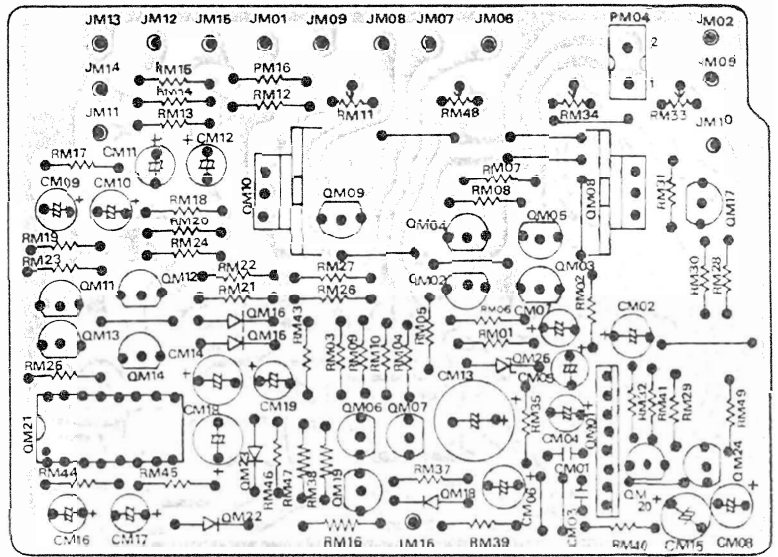 JM13 JM12 JM15 JM01 JM09 JM08 JM07 JM06 PM04 JM02
2
JM14 RM15 PM16 JM05
1
RM14 RM12
JM11 RM13 RM11 RM48 RM34 RM33
JM10
RM17 CM11 CM12
RM07
CM09 CM10 QM10 RM08 QM08 RM31 QM17
RM18 QM09
RM20 QM04 QM05
RM19 RM24
RM23 RM22 RM27 QM02 QM03
QM11 QM12 RM21 RM26 RM02 RM30 RM28
QM16 RM43 RM05 RM06 CM07 CM02
QM13 QM15 RM03 RM09 RM10 RM04 RM01
CM14 QM14 QM26
RM25 CM13 CM05
CM18 CM19 RM35 RM32 RM41 RM29 RM49
QM21 QM06 QM07 QM01
CM04
QM23 RM46 RM47 RM38 QM19 QM24
RM44 RM45 RM37 CM01
QM18 CM06 QM20
CM16 CM17 QM22 RM16 JM16 RM39 CM03 RM40 CM15 CM08